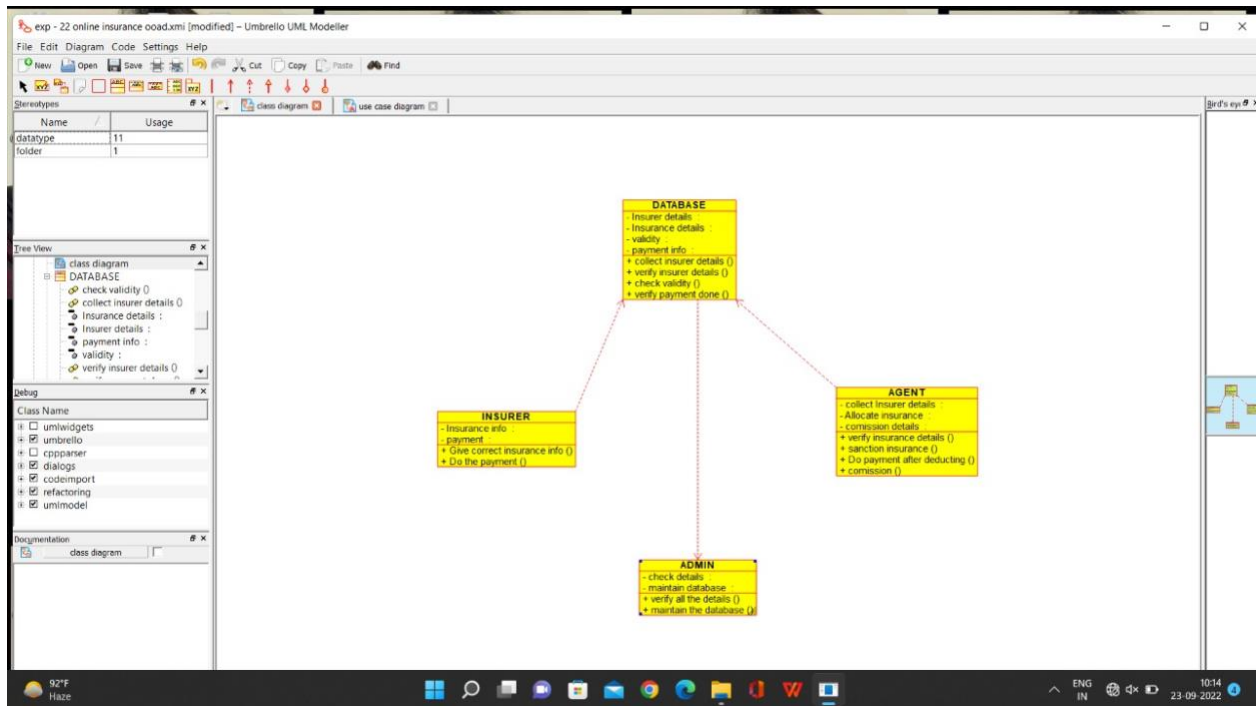 exp - 22 online insurance ooad.xmi [modified] – Umbrello UML Modeller
File Edit Diagram Code Settings Help
New Open Save Cut Copy Paste Find
Stereotypes
Name Usage
datatype 11
folder 1
class diagram use case diagram
Bird's eye
Tree View
class diagram
DATABASE
check validity ()
collect insurer details ()
Insurance details :
Insurer details :
payment info :
validity :
verify insurer details ()
Debug
Class Name
umlwidgets
umbrello
cppparser
dialogs
codeimport
refactoring
umlmodel
Documentation
class diagram
DATABASE
- Insurer details :
- Insurance details :
- validity :
- payment info :
+ collect insurer details ()
+ verify insurer details ()
+ check validity ()
+ verify payment done ()
INSURER
- Insurance info :
- payment :
+ Give correct insurance info ()
+ Do the payment ()
AGENT
- collect Insurer details :
- Allocate insurance :
- comission details :
+ verify insurance details ()
+ sanction insurance ()
+ Do payment after deducting ()
+ comission ()
ADMIN
- check details :
- maintain database :
+ verify all the details ()
+ maintain the database ()
92°F
Haze
ENG
IN
10:14
23-09-2022
4